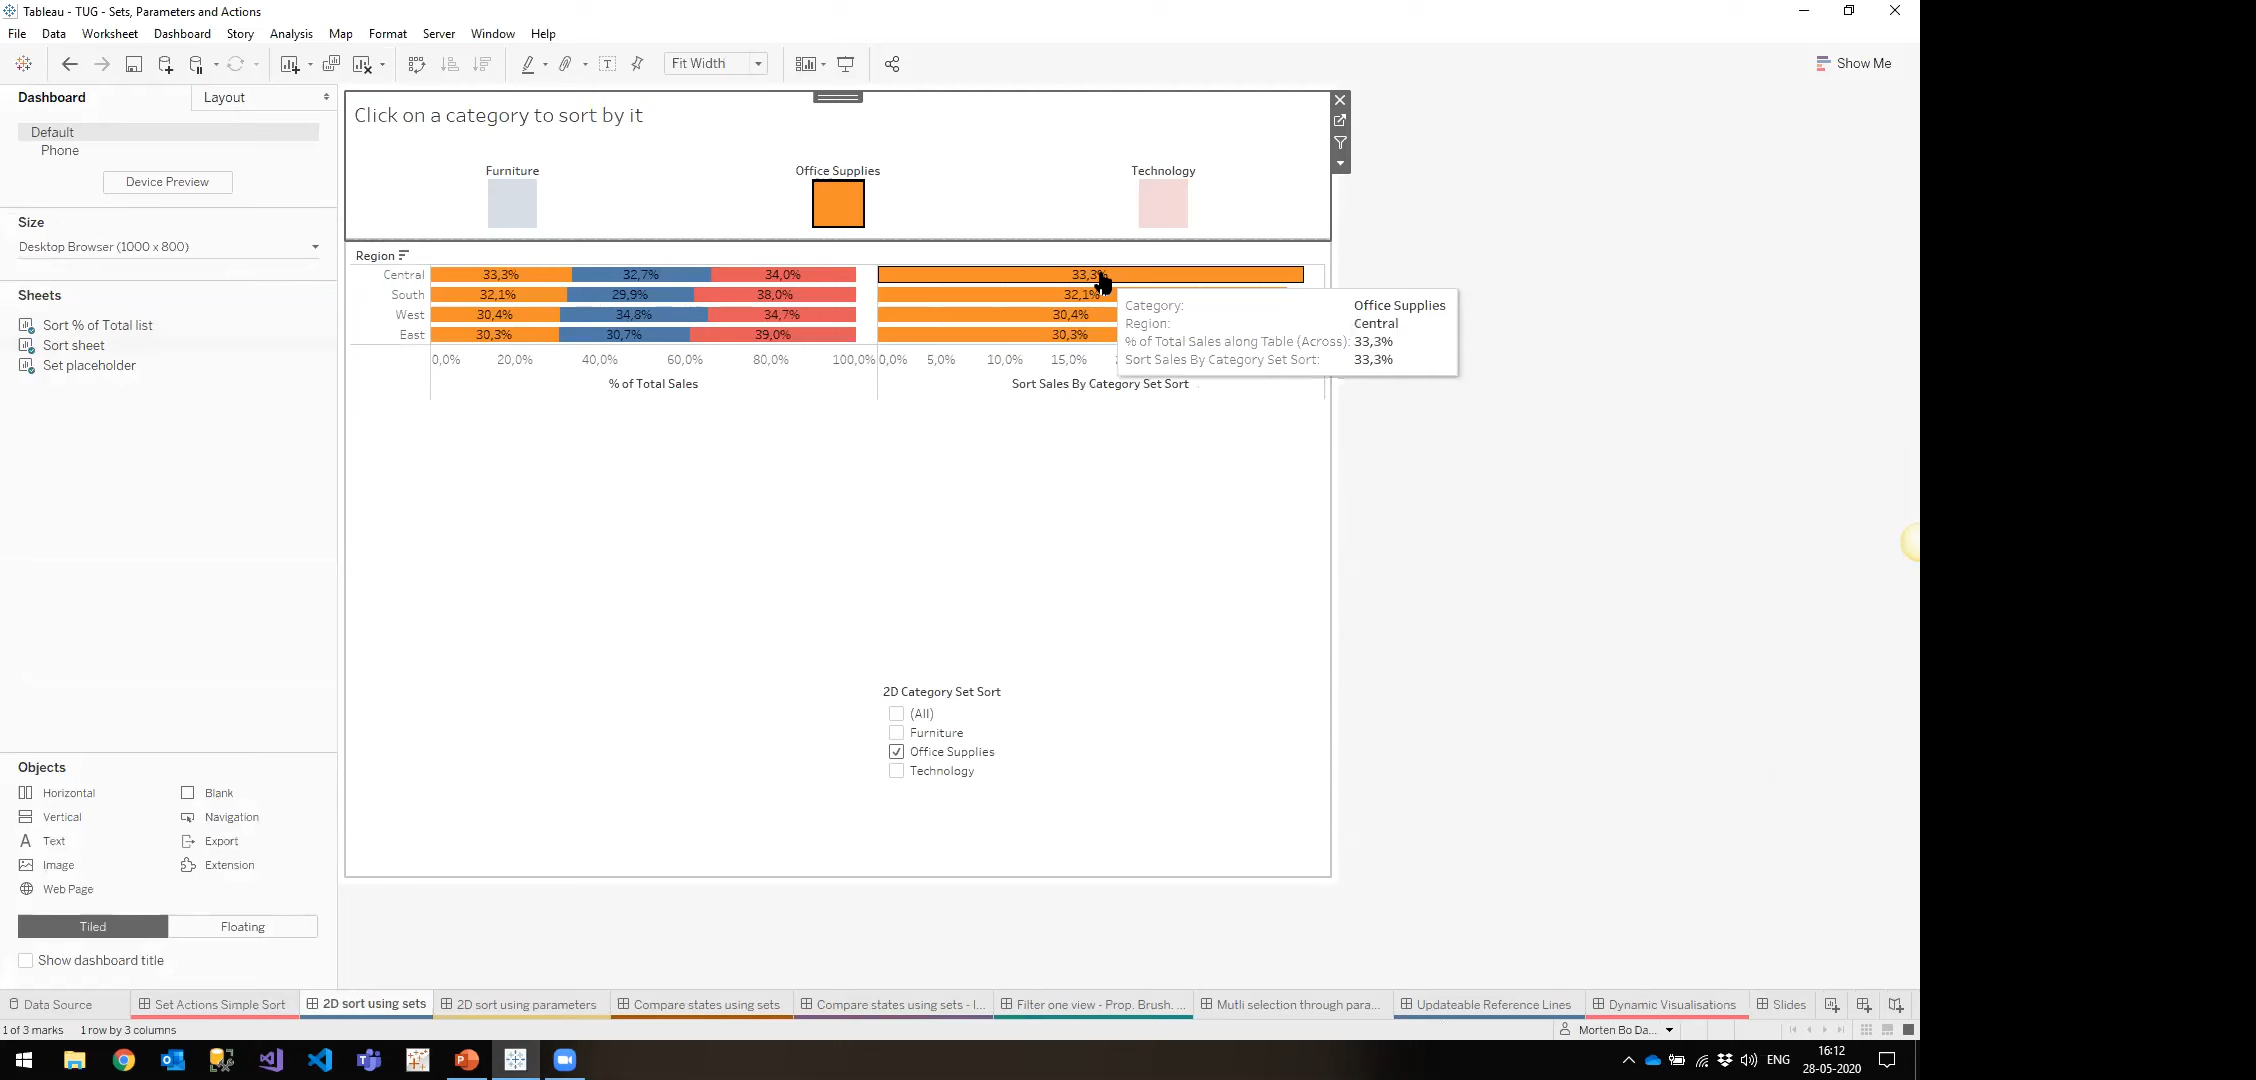 Tableau - TUG - Sets, Parameters and Actions
File Data Worksheet Dashboard Story Analysis Map Format Server Window Help
Fit Width
Show Me
Dashboard
Layout
Default
Phone
Device Preview
Size
Desktop Browser (1000 x 800)
Sheets
Sort % of Total list
Sort sheet
Set placeholder
Objects
Horizontal
Blank
Vertical
Navigation
Text
Export
Image
Extension
Web Page
Tiled
Floating
Show dashboard title
Click on a category to sort by it
Furniture Office Supplies Technology
Region
Central 33,3% 32,7% 34,0% 33,3%
South 32,1% 29,9% 38,0% 32,1%
West 30,4% 34,8% 34,7% 30,4%
East 30,3% 30,7% 39,0% 30,3%
0,0% 20,0% 40,0% 60,0% 80,0% 100,0% 0,0% 5,0% 10,0% 15,0%
% of Total Sales
Sort Sales By Category Set Sort
Category: Office Supplies
Region: Central
% of Total Sales along Table (Across): 33,3%
Sort Sales By Category Set Sort: 33,3%
2D Category Set Sort
(All)
Furniture
Office Supplies
Technology
Data Source
Set Actions Simple Sort
2D sort using sets
2D sort using parameters
Compare states using sets
Compare states using sets - I...
Filter one view - Prop. Brush. ...
Mutli selection through para...
Updateable Reference Lines
Dynamic Visualisations
Slides
1 of 3 marks 1 row by 3 columns
Morten Bo Da...
ENG
16:12
28-05-2020